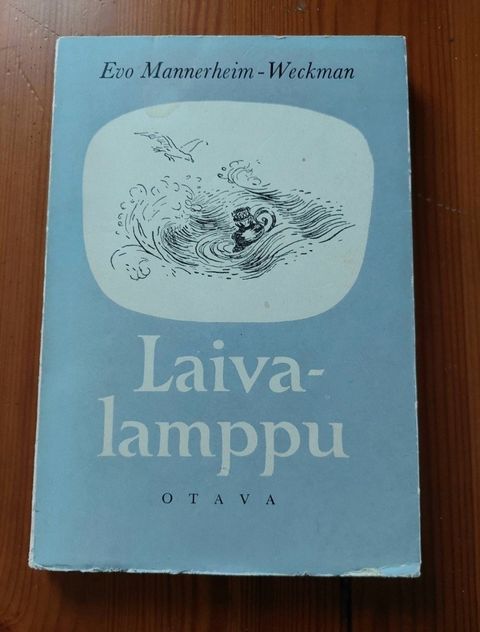 Evo Mannerheim-Weckman
Laiva-
lamppu
OTAVA